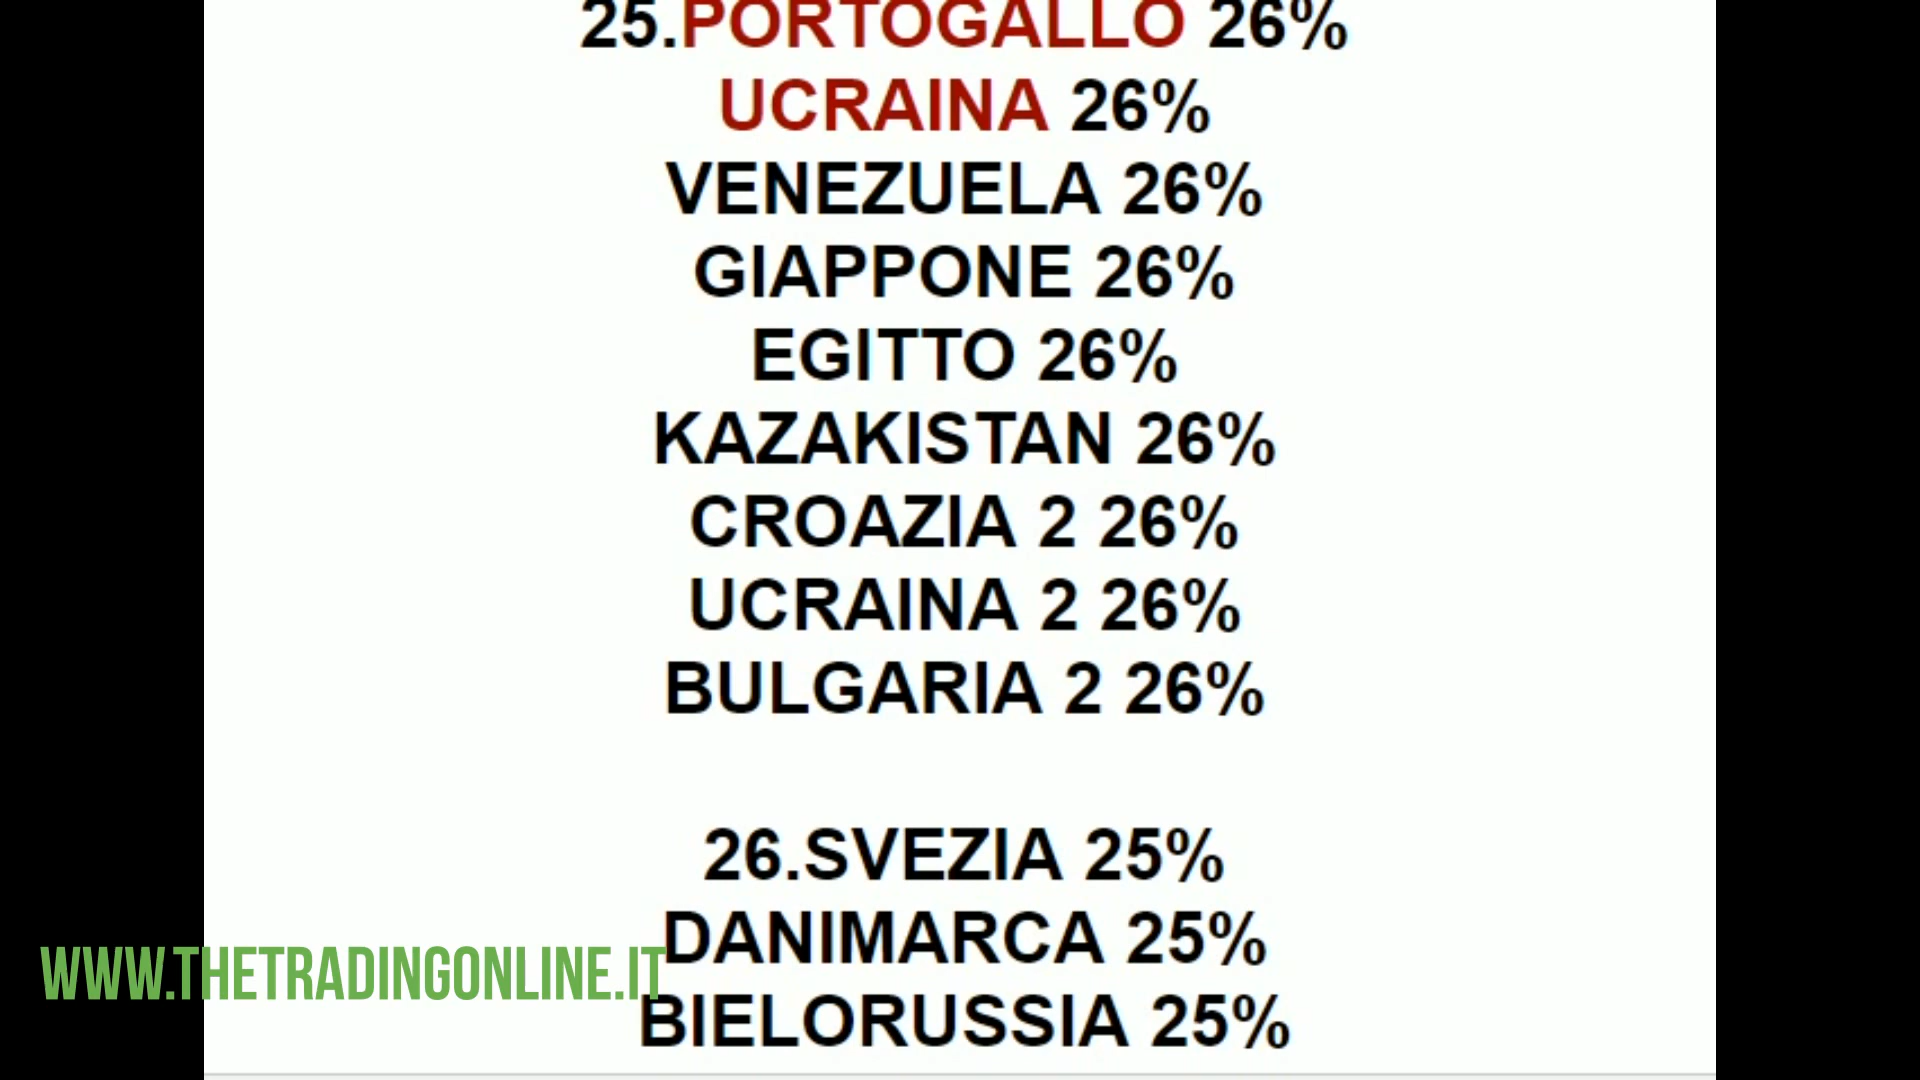 25.PORTOGALLO 26%
UCRAINA 26%
VENEZUELA 26%
GIAPPONE 26%
EGITTO 26%
KAZAKISTAN 26%
CROAZIA 2 26%
UCRAINA 2 26%
BULGARIA 2 26%
26.SVEZIA 25%
DANIMARCA 25%
WWW.THETRADINGONLINE.IT
BIELORUSSIA 25%